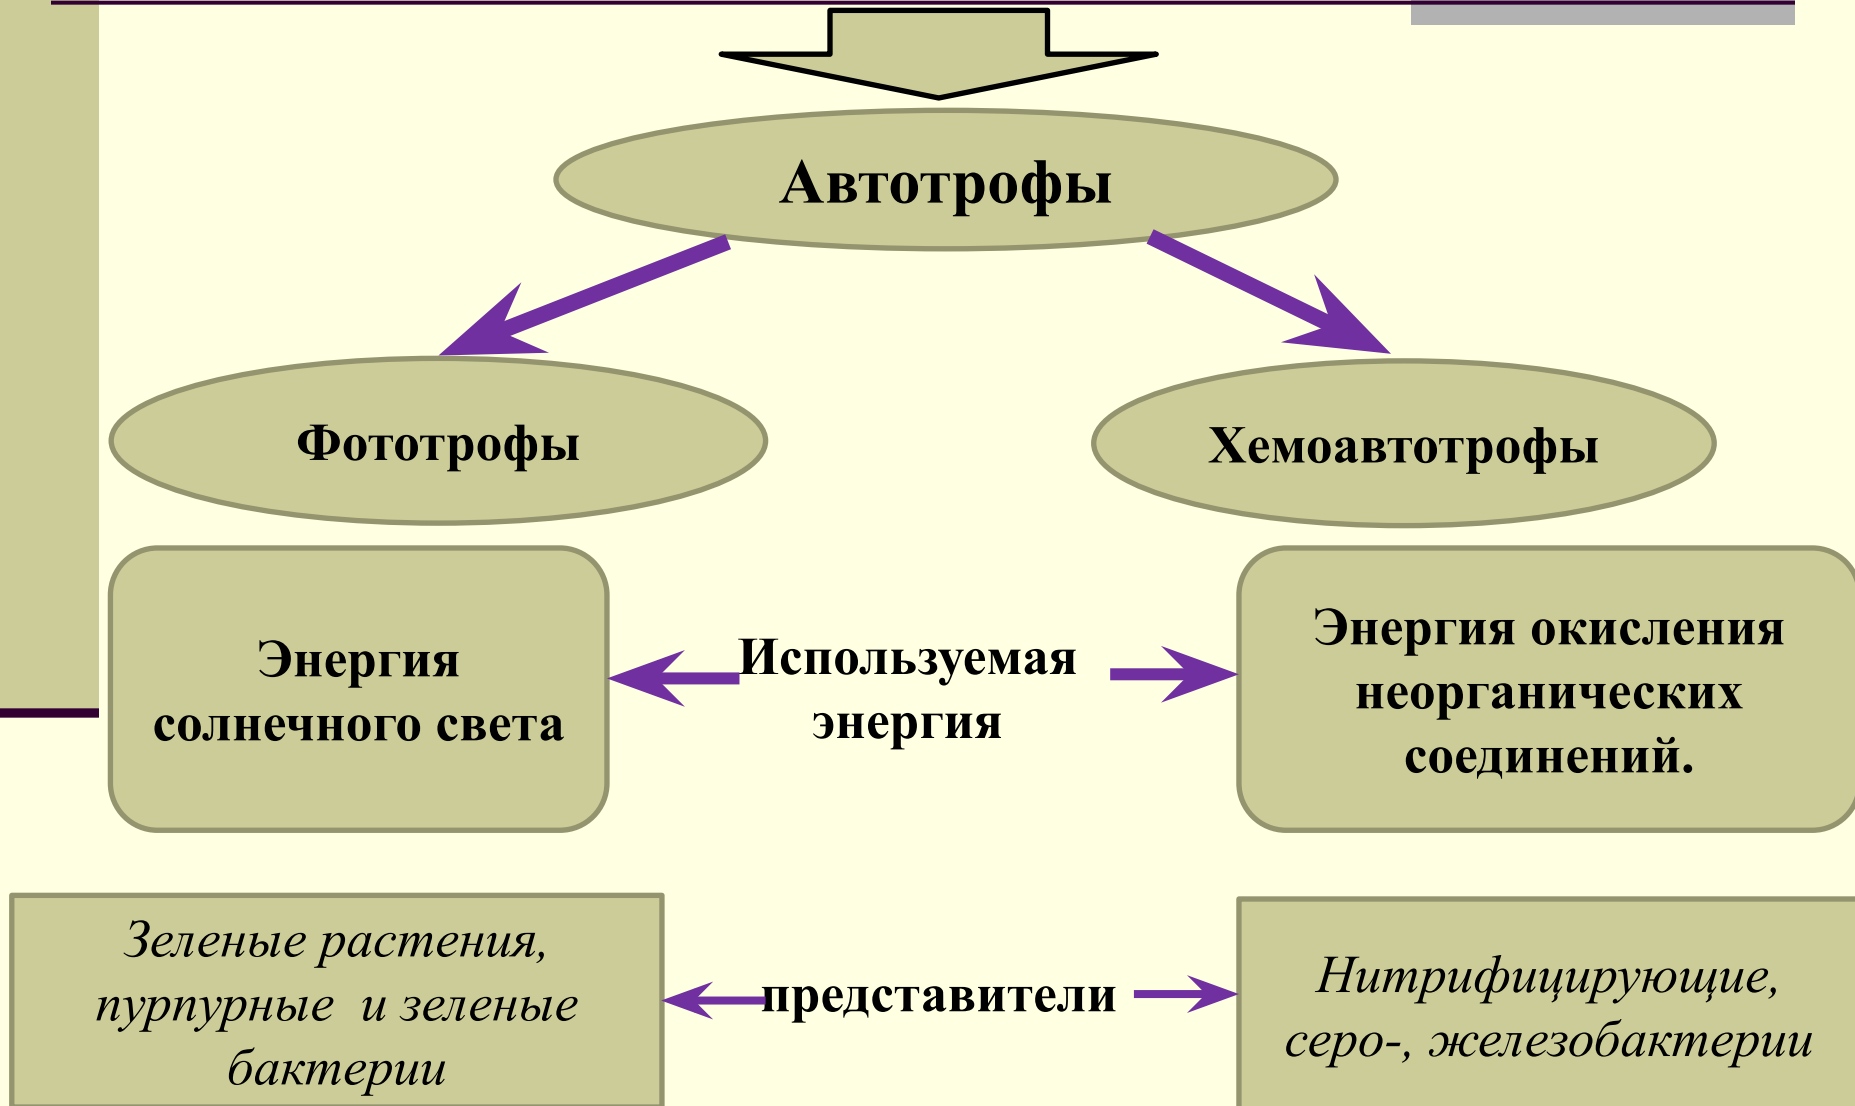 Автотрофы
Фототрофы
Хемоавтотрофы
Энергия
солнечного света
Используемая
энергия
Энергия окисления
неорганических
соединений.
Зеленые растения,
пурпурные и зеленые
бактерии
представители
Нитрифицирующие,
серо-, железобактерии